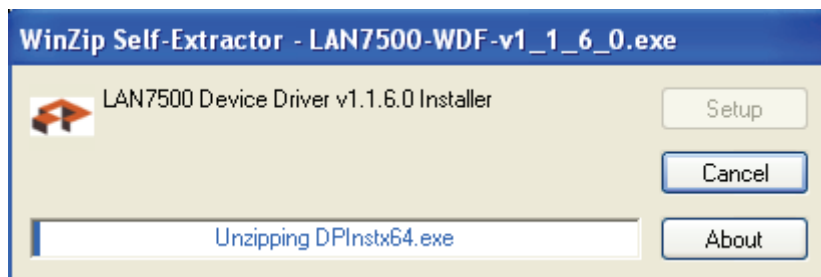 WinZip Self-Extractor - LAN7500-WDF-v1_1_6_0.exe
LAN7500 Device Driver v1.1.6.0 Installer
Setup
Cancel
Unzipping DPInstx64.exe
About